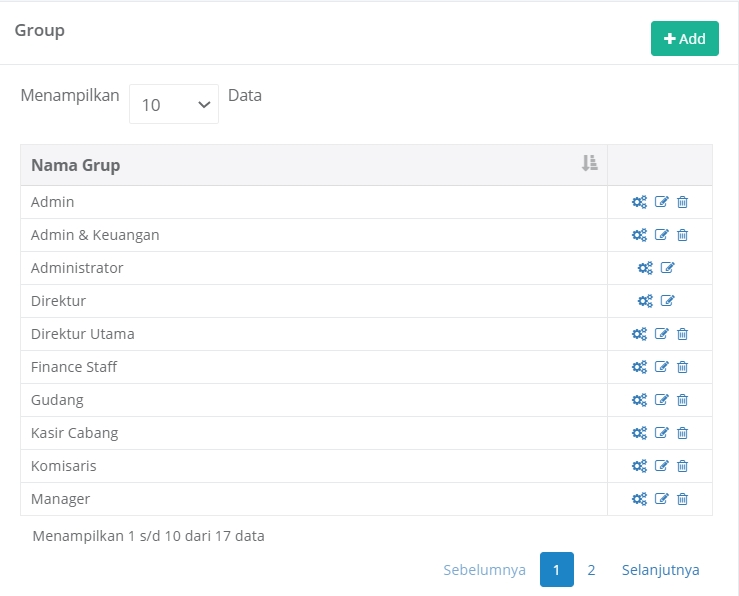 Group
Add
Menampilkan 10 Data
Nama Grup
Admin
Admin & Keuangan
Administrator
Direktur
Direktur Utama
Finance Staff
Gudang
Kasir Cabang
Komisaris
Manager
Menampilkan 1 s/d 10 dari 17 data
Sebelumnya 1 2 Selanjutnya